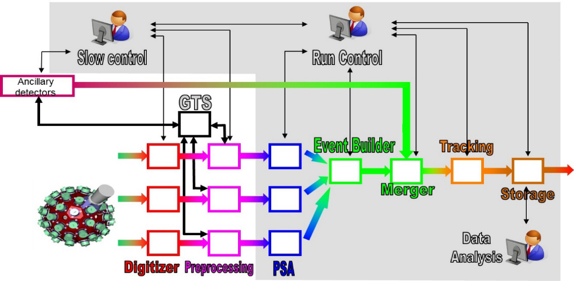 Slow control
Run Control
Ancillary
detectors
GTS
Event Builder
Tracking
Merger
Storage
Data
Analysis
Digitizer
Preprocessing
PSA